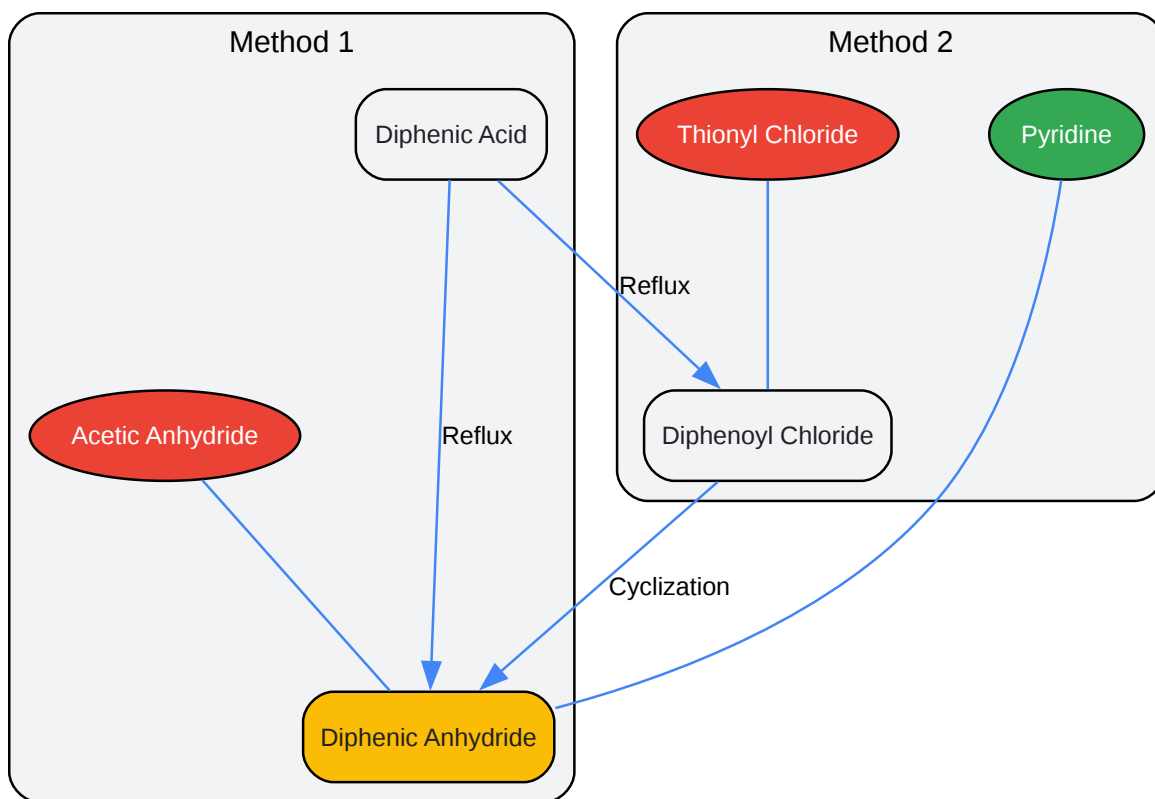 Method 1
Method 2
Diphenic Acid
Thionyl Chloride
Pyridine
Reflux
Acetic Anhydride
Reflux
Diphenoyl Chloride
Cyclization
Diphenic Anhydride